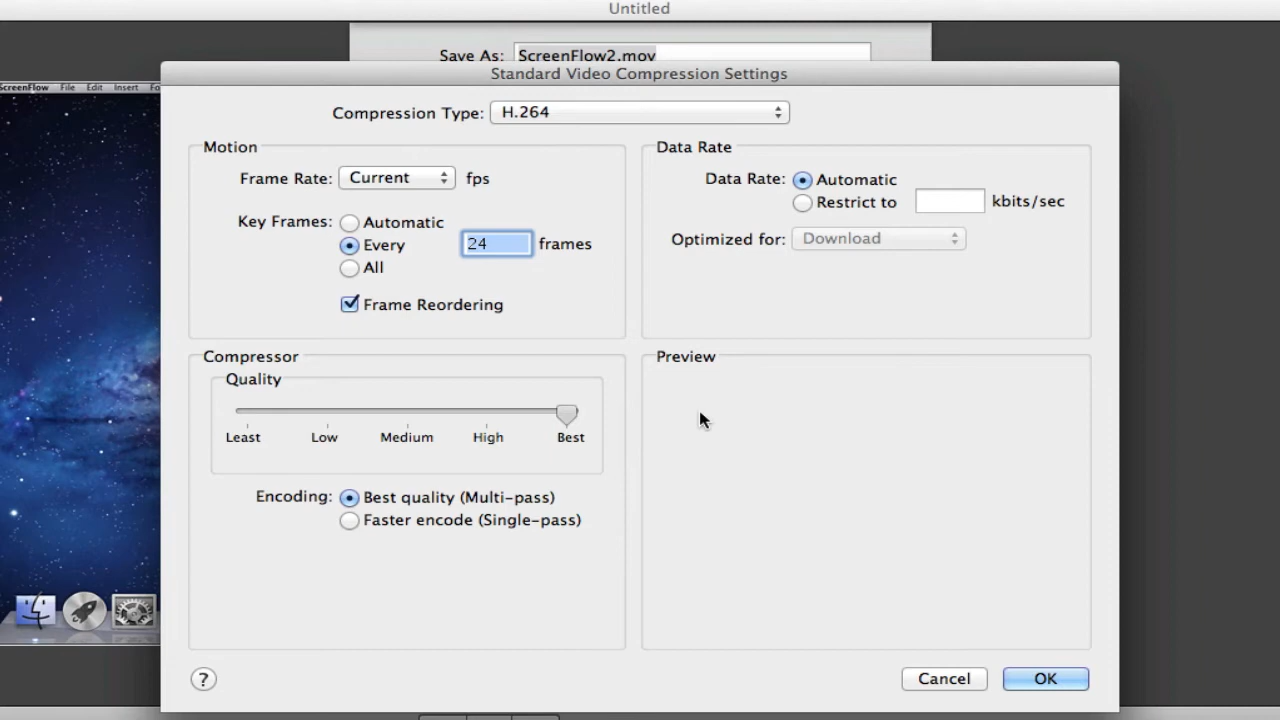 Untitled
Save As: ScreenFlow2.mov
Standard Video Compression Settings
ScreenFlow File Edit Insert Fo
Compression Type: H.264
Motion
Frame Rate: Current fps
Key Frames: Automatic
Every 24 frames
All
Frame Reordering
Data Rate
Data Rate: Automatic
Restrict to kbits/sec
Optimized for: Download
Compressor
Quality
Least Low Medium High Best
Encoding: Best quality (Multi-pass)
Faster encode (Single-pass)
Preview
?
Cancel OK